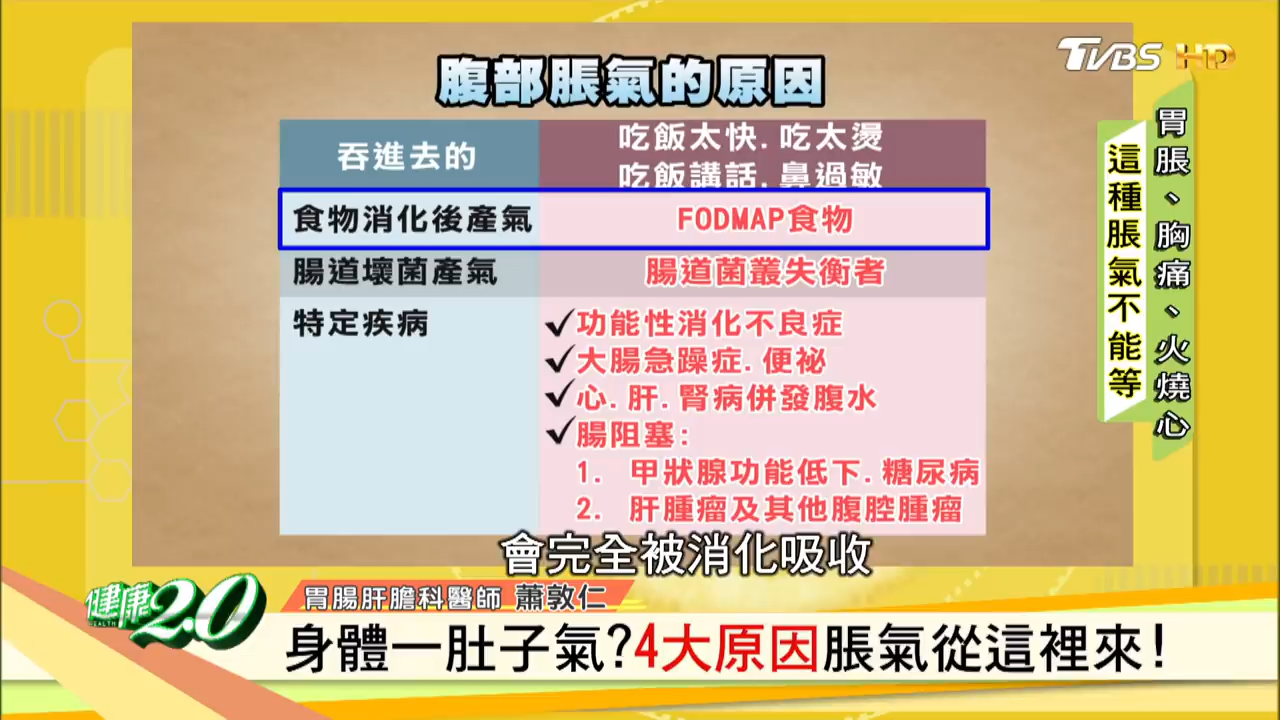 TVBS HD
腹部脹氣的原因
吞進去的
吃飯太快.吃太燙
吃飯講話.鼻過敏
食物消化後產氣
FODMAP食物
腸道壞菌產氣
腸道菌叢失衡者
特定疾病
✓功能性消化不良症
✓大腸急躁症.便祕
✓心.肝.腎病併發腹水
✓腸阻塞:
1. 甲狀腺功能低下.糖尿病
2. 肝腫瘤及其他腹腔腫瘤
胃脹、胸痛、火燒心
這種脹氣不能等
會完全被消化吸收
健康2.0
HEALTH
胃腸肝膽科醫師 蕭敦仁
身體一肚子氣?4大原因脹氣從這裡來!